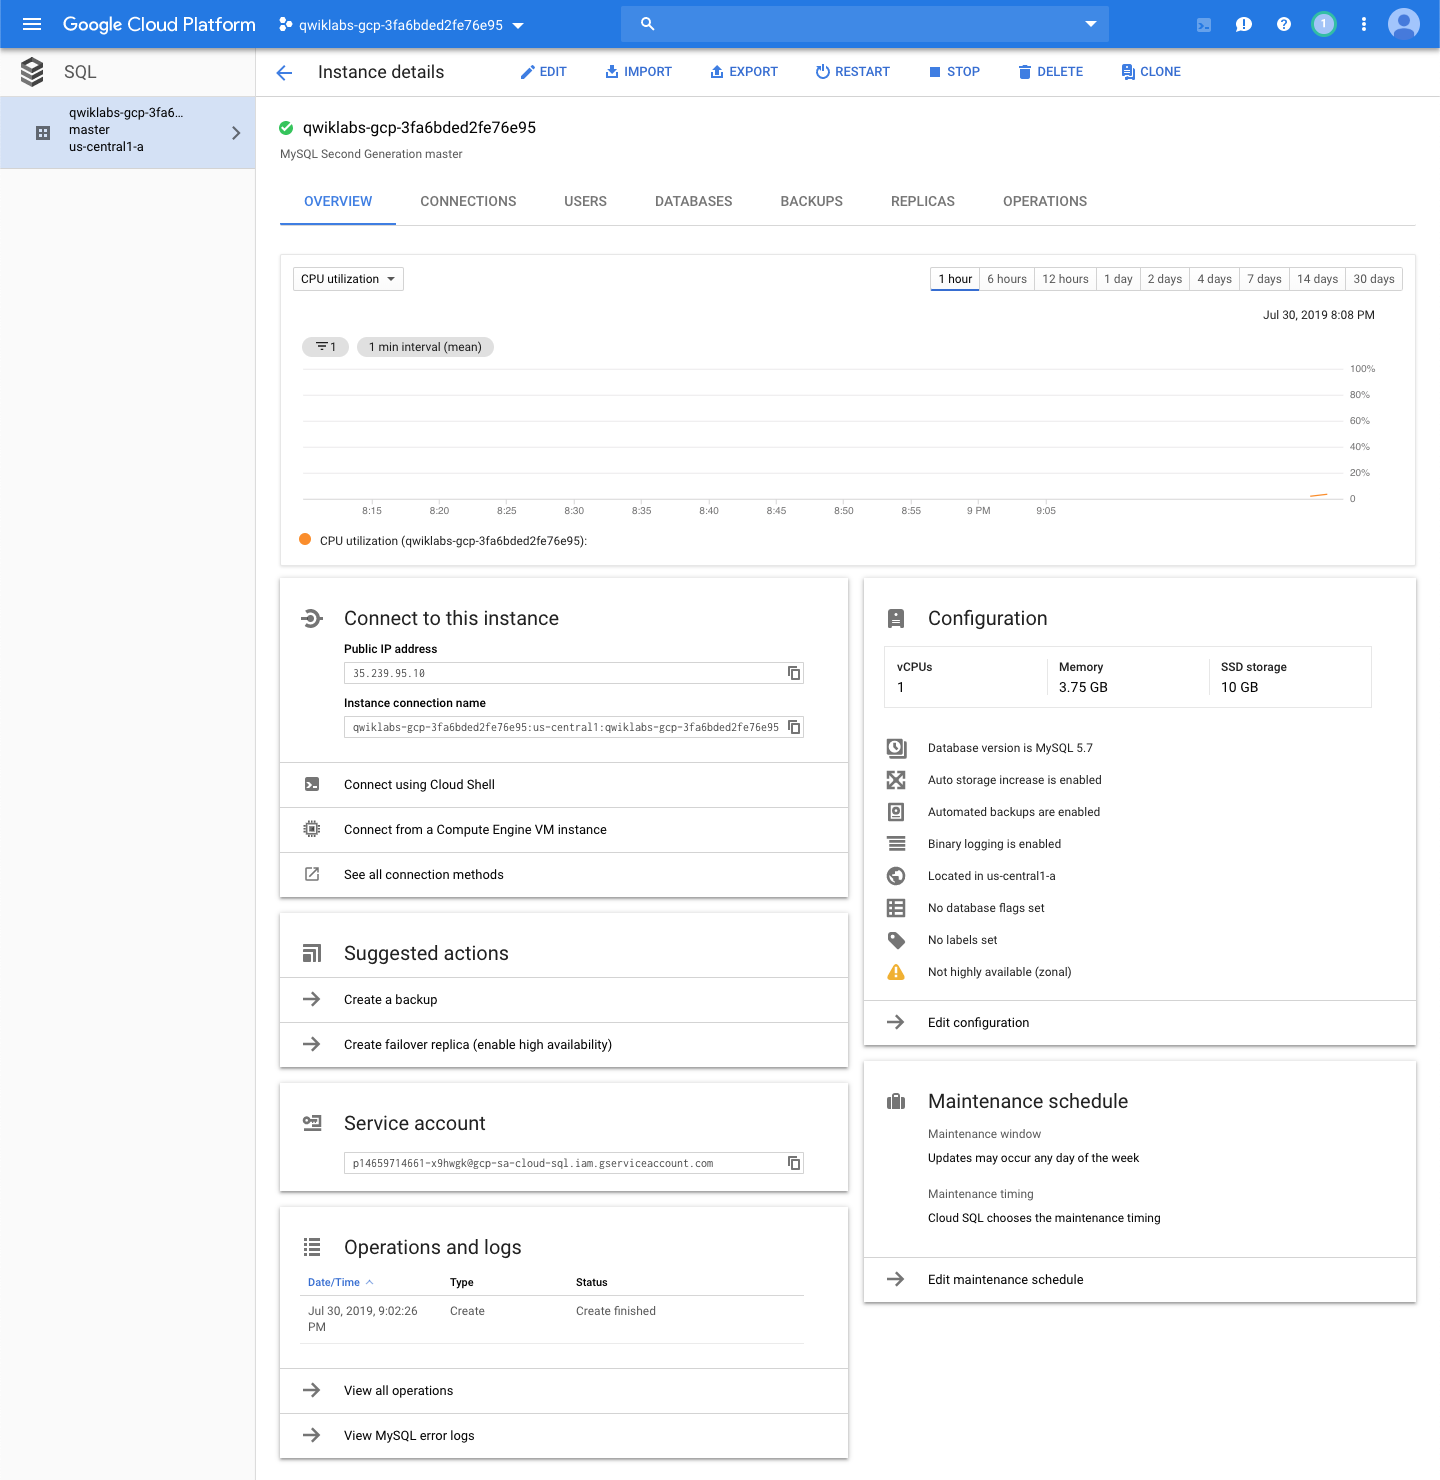 Google Cloud Platform
qwiklabs-gcp-3fa6bded2fe76e95
1
SQL
Instance details
EDIT
IMPORT
EXPORT
RESTART
STOP
DELETE
CLONE
qwiklabs-gcp-3fa6...
master
us-central1-a
qwiklabs-gcp-3fa6bded2fe76e95
MySQL Second Generation master
OVERVIEW
CONNECTIONS
USERS
DATABASES
BACKUPS
REPLICAS
OPERATIONS
CPU utilization
1 hour
6 hours
12 hours
1 day
2 days
4 days
7 days
14 days
30 days
Jul 30, 2019 8:08 PM
1
1 min interval (mean)
100%
80%
60%
40%
20%
0
8:15
8:20
8:25
8:30
8:35
8:40
8:45
8:50
8:55
9 PM
9:05
CPU utilization (qwiklabs-gcp-3fa6bded2fe76e95):
Connect to this instance
Public IP address
35.239.95.10
Instance connection name
qwiklabs-gcp-3fa6bded2fe76e95:us-central1:qwiklabs-gcp-3fa6bded2fe76e95
Connect using Cloud Shell
Connect from a Compute Engine VM instance
See all connection methods
Suggested actions
Create a backup
Create failover replica (enable high availability)
Service account
p14659714661-x9hwgk@gcp-sa-cloud-sql.iam.gserviceaccount.com
Operations and logs
Date/Time
Type
Status
Jul 30, 2019, 9:02:26
PM
Create
Create finished
View all operations
View MySQL error logs
Configuration
vCPUs
1
Memory
3.75 GB
SSD storage
10 GB
Database version is MySQL 5.7
Auto storage increase is enabled
Automated backups are enabled
Binary logging is enabled
Located in us-central1-a
No database flags set
No labels set
Not highly available (zonal)
Edit configuration
Maintenance schedule
Maintenance window
Updates may occur any day of the week
Maintenance timing
Cloud SQL chooses the maintenance timing
Edit maintenance schedule